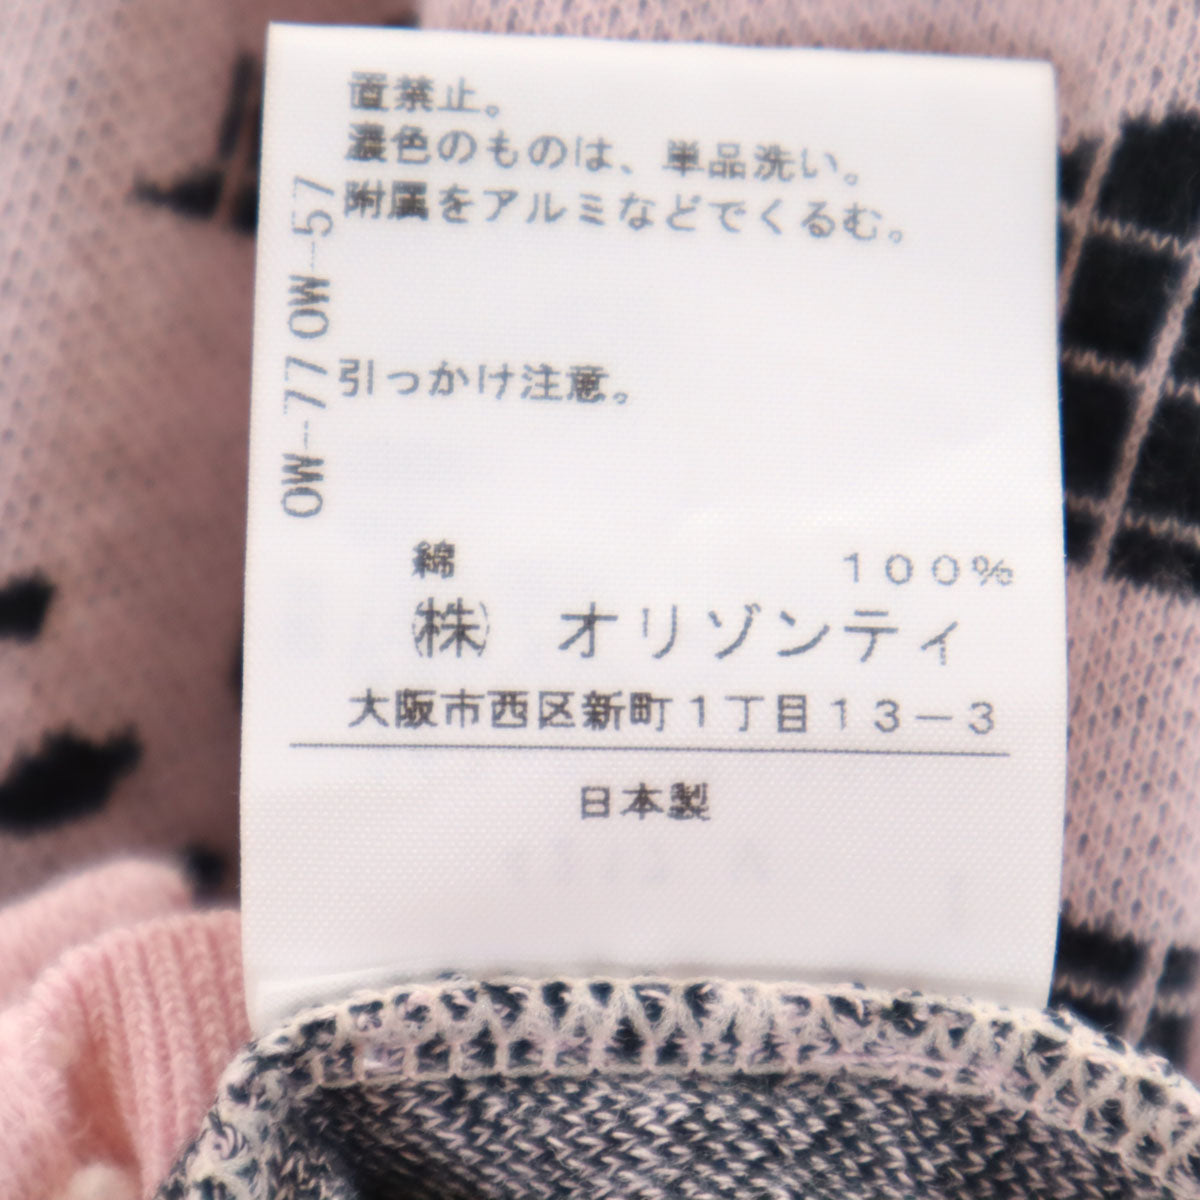 直禁止。
濃色のものは、単品洗い。
附属をアルミなどでくるむ。
引っかけ注意。
OW-77 OW-57
綿 100%
㈱ オリゾンティ
大阪市西区新町1丁目13-3
日本製